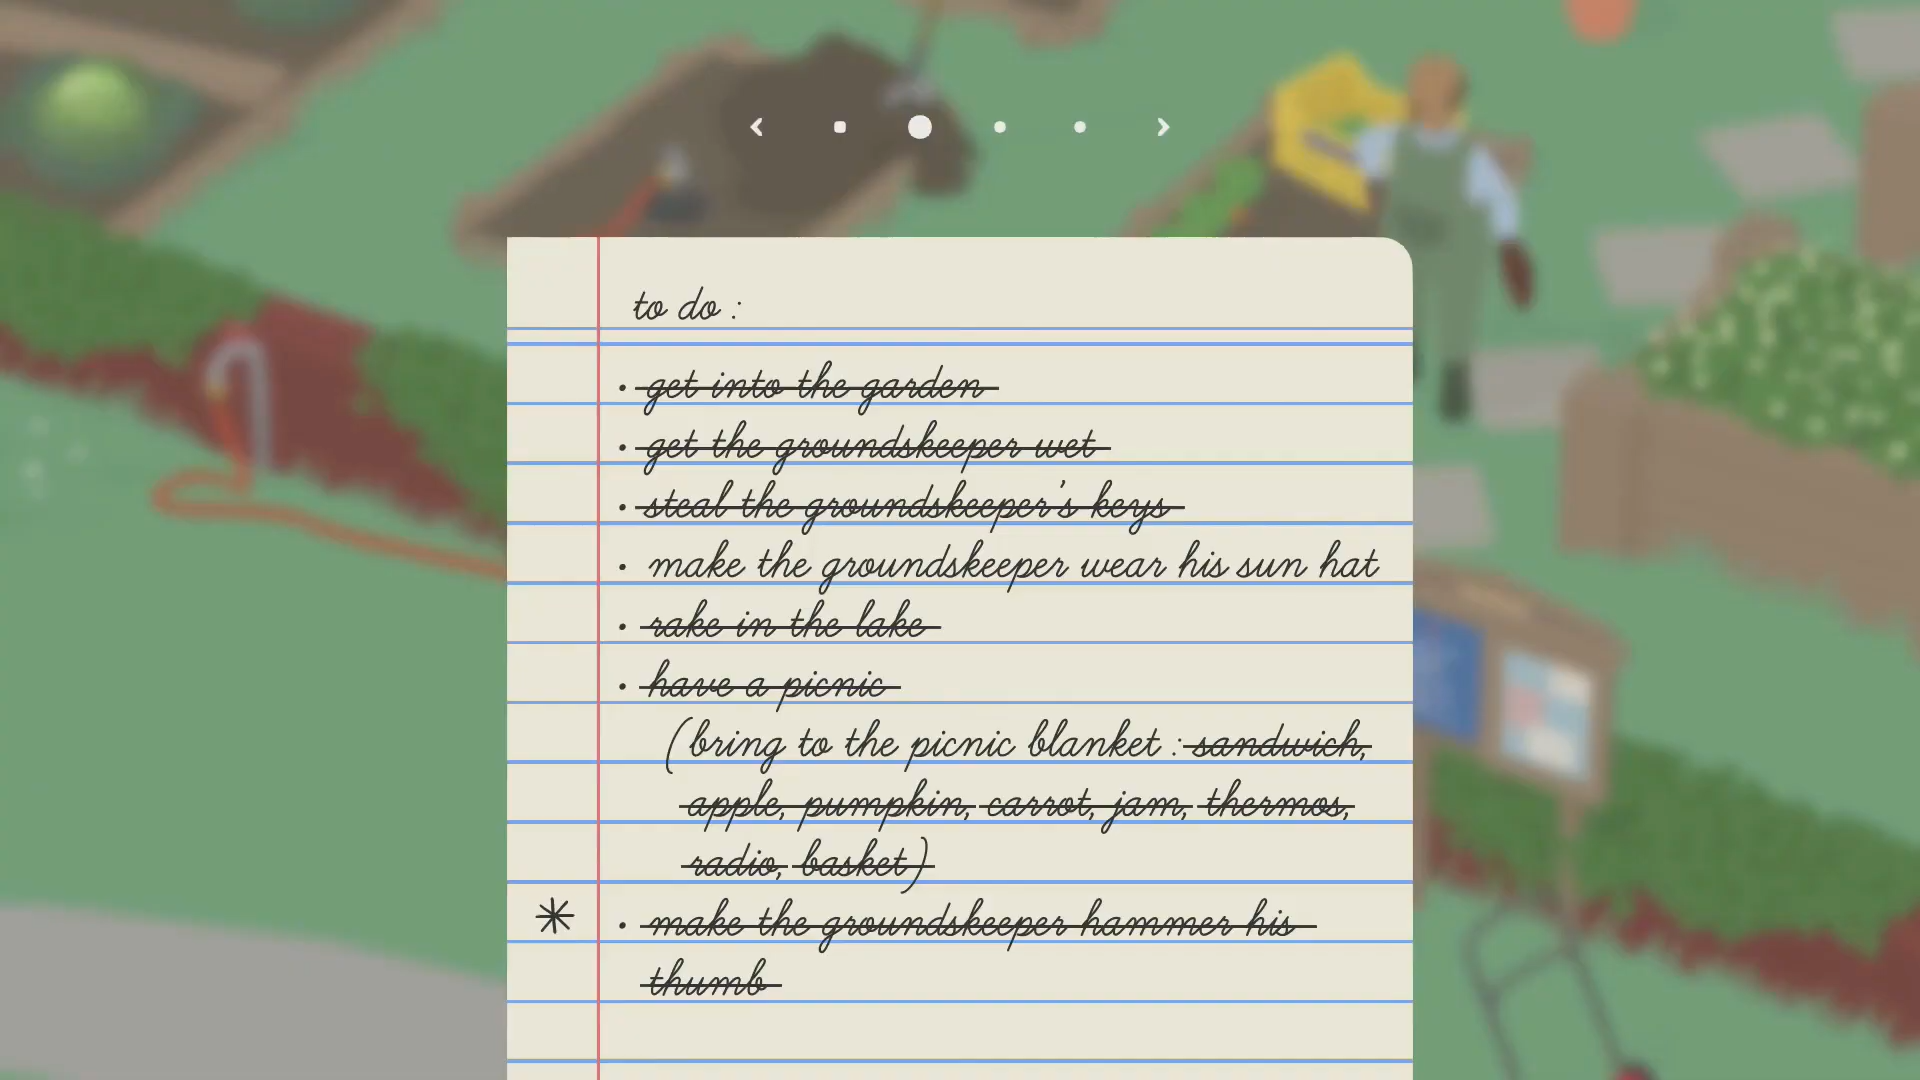 to do :
• get into the garden
• get the groundskeeper wet
• steal the groundskeeper's keys
• make the groundskeeper wear his sun hat
• rake in the lake
• have a picnic
(bring to the picnic blanket : sandwich,
apple, pumpkin, carrot, jam, thermos,
radio, basket)
* • make the groundskeeper hammer his
thumb